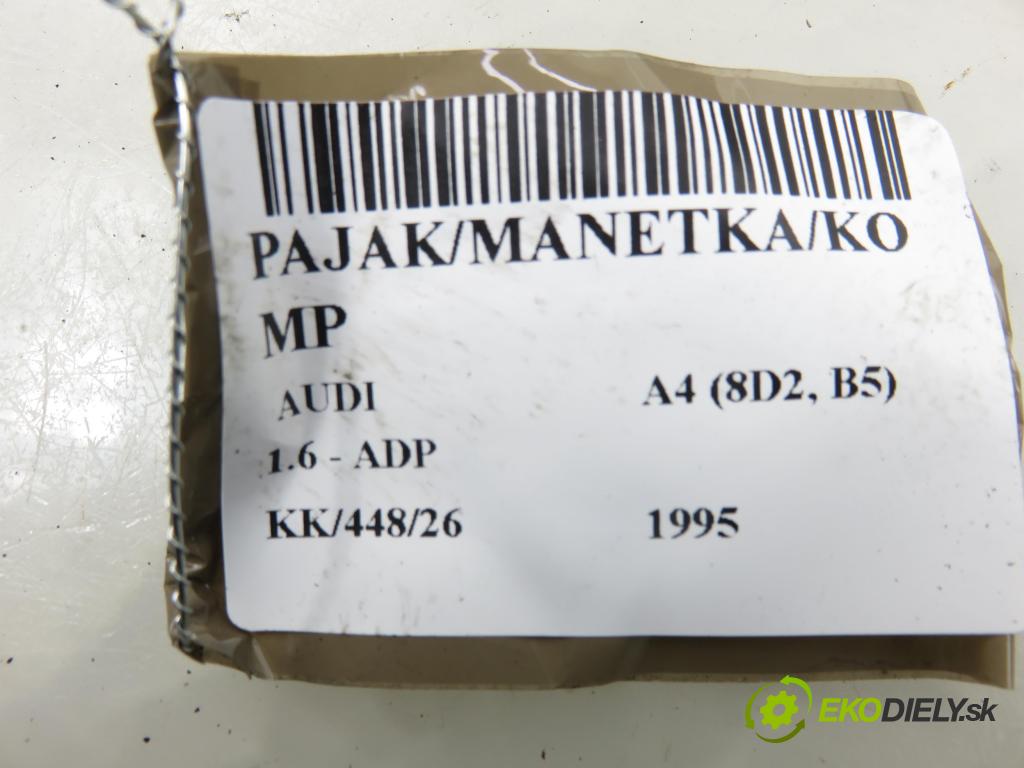 PAJAK/MANETKA/KO
MP
AUDI A4 (8D2, B5)
1.6 - ADP
KK/448/26 1995
EKODIELY.sk